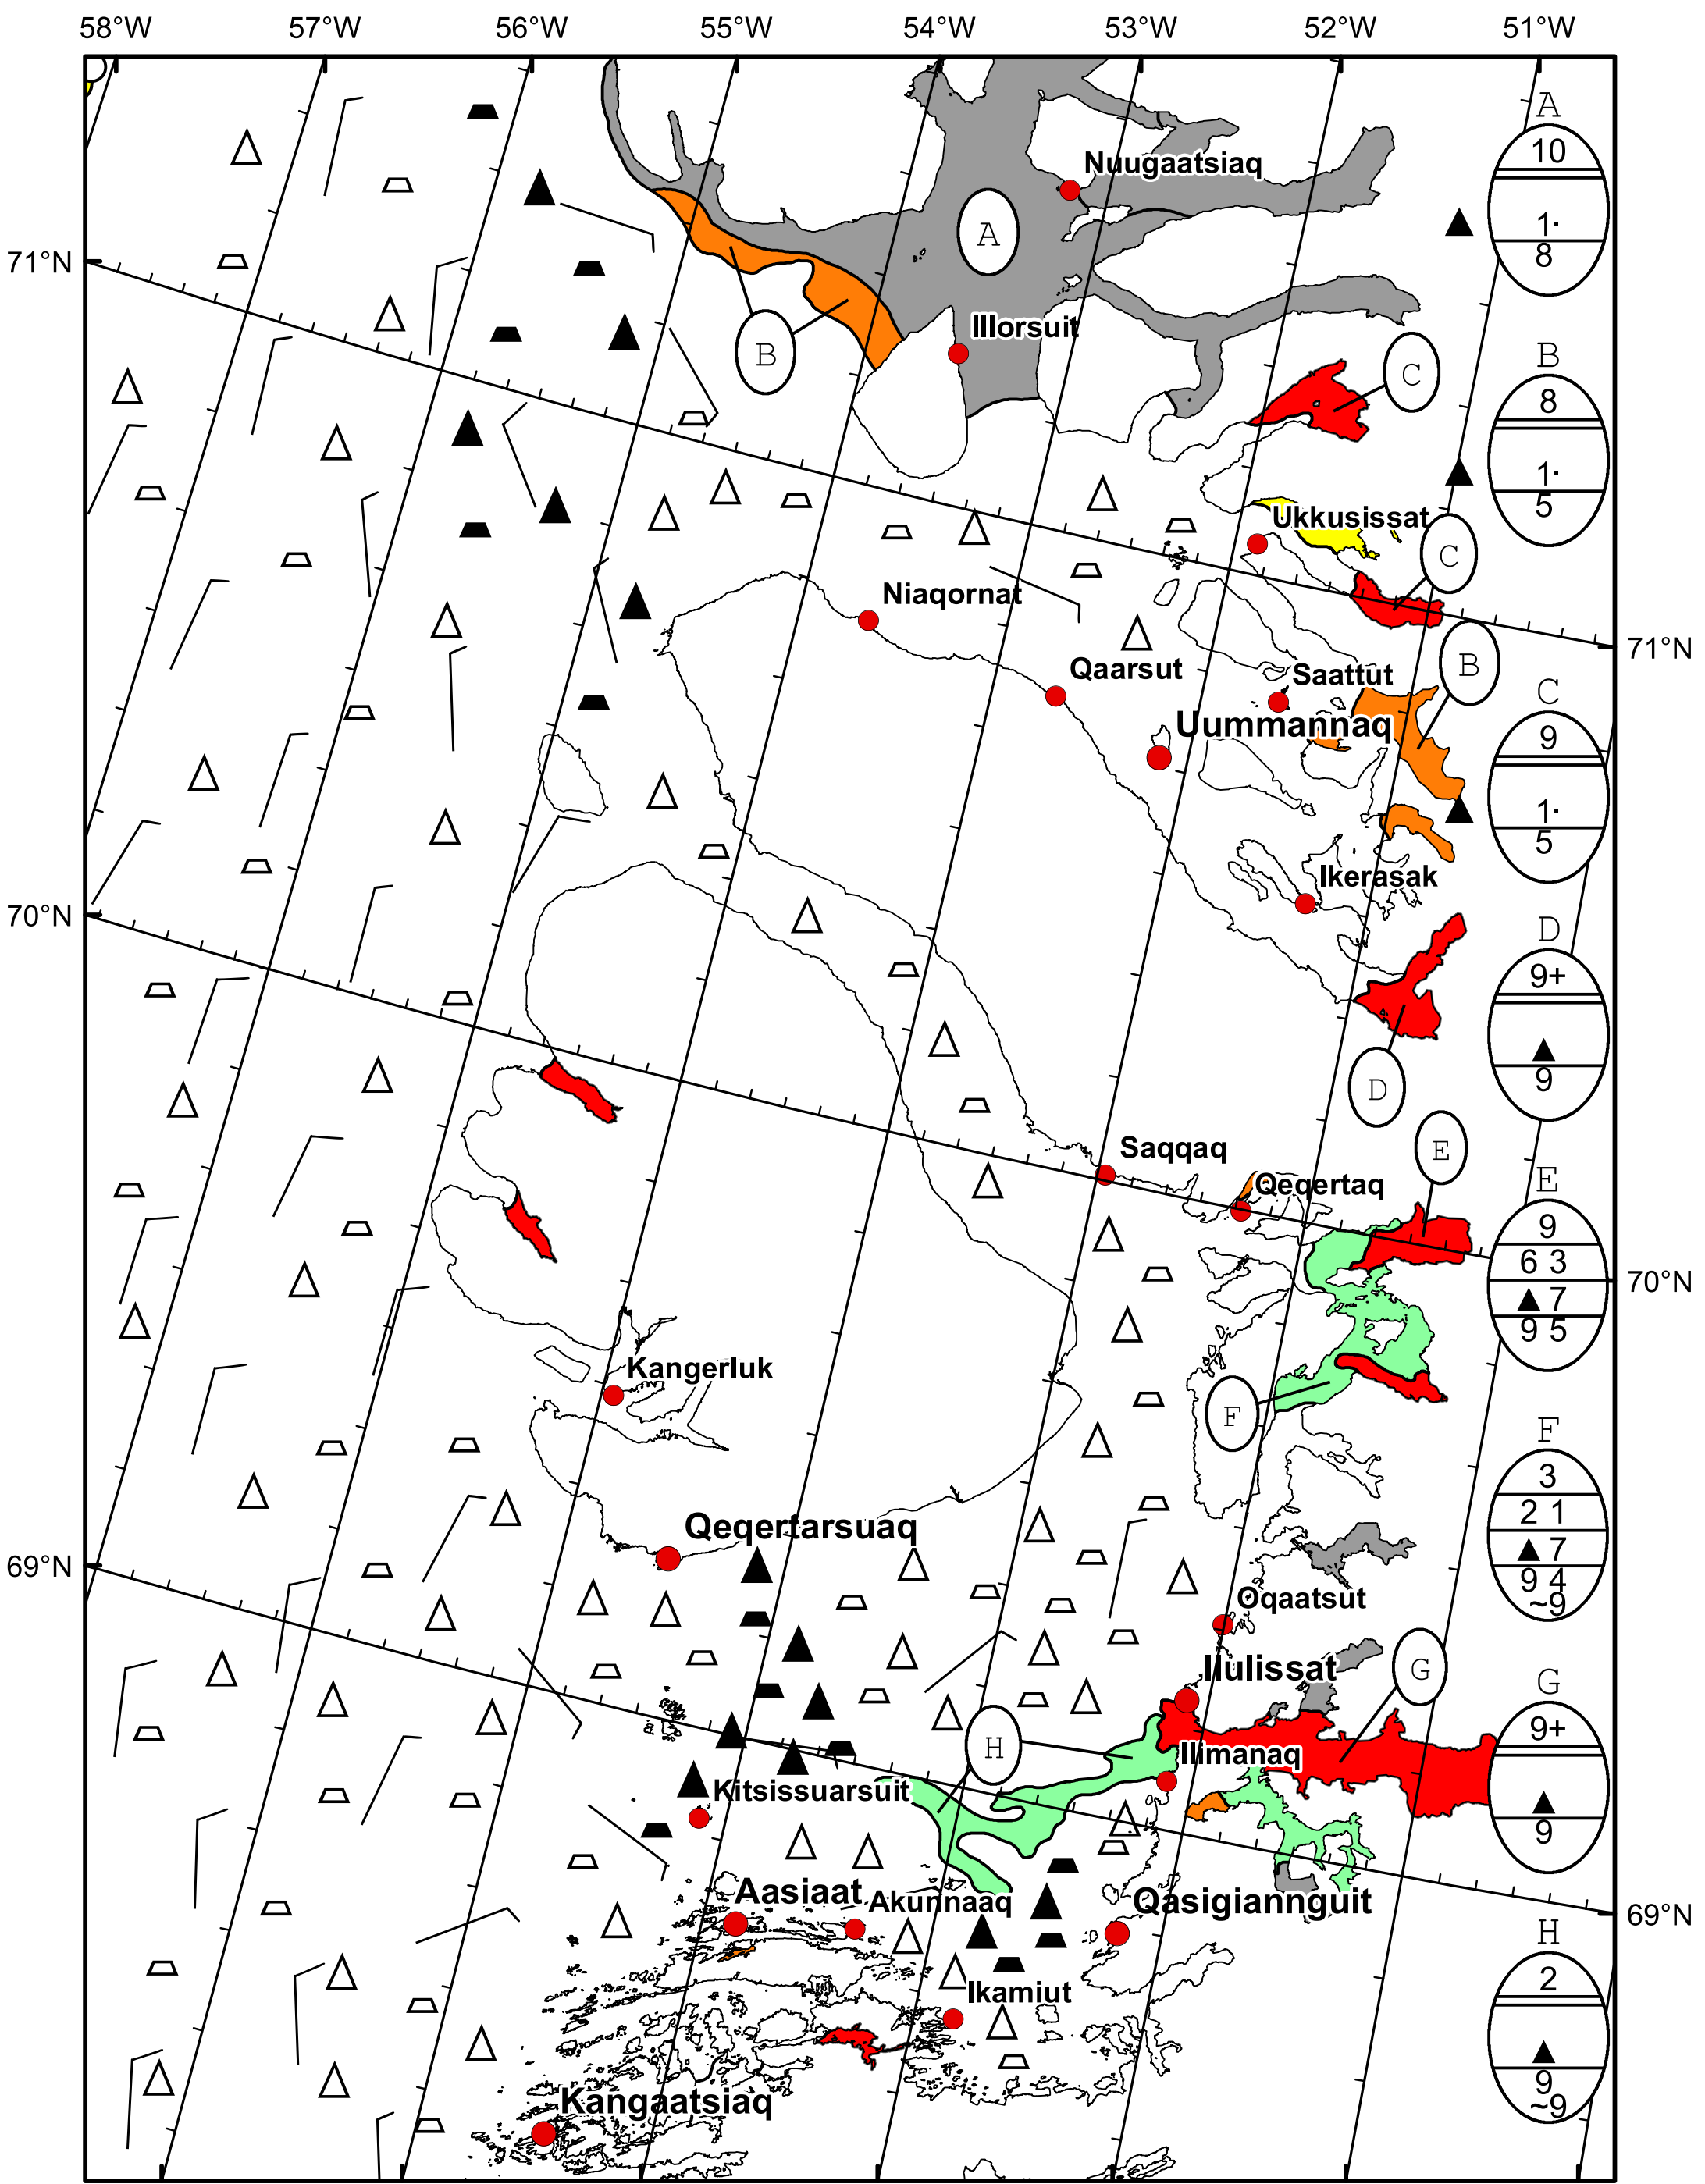 58°W 57°W 56°W 55°W 54°W 53°W 52°W 51°W
A
10
1·
8
Nuugaatsiaq
A
71°N
Illorsuit
B
B
8
1·
5
C
Ukkusissat
C
Niaqornat
71°N
B
Qaarsut
Saattut
Uummannaq
C
9
1·
5
Ikerasak
70°N
D
9+
9
D
Saqqaq
E
Qeqertaq
E
9
6 3
7
9 5
70°N
Kangerluk
F
F
3
2 1
7
9 4
~9
Qeqertarsuaq
69°N
Oqaatsut
Ilulissat
G
G
9+
9
H
Ilimanaq
Kitsissuarsuit
Aasiaat
Akunnaaq
Qasigiannguit
69°N
H
2
9
~9
Ikamiut
Kangaatsiaq